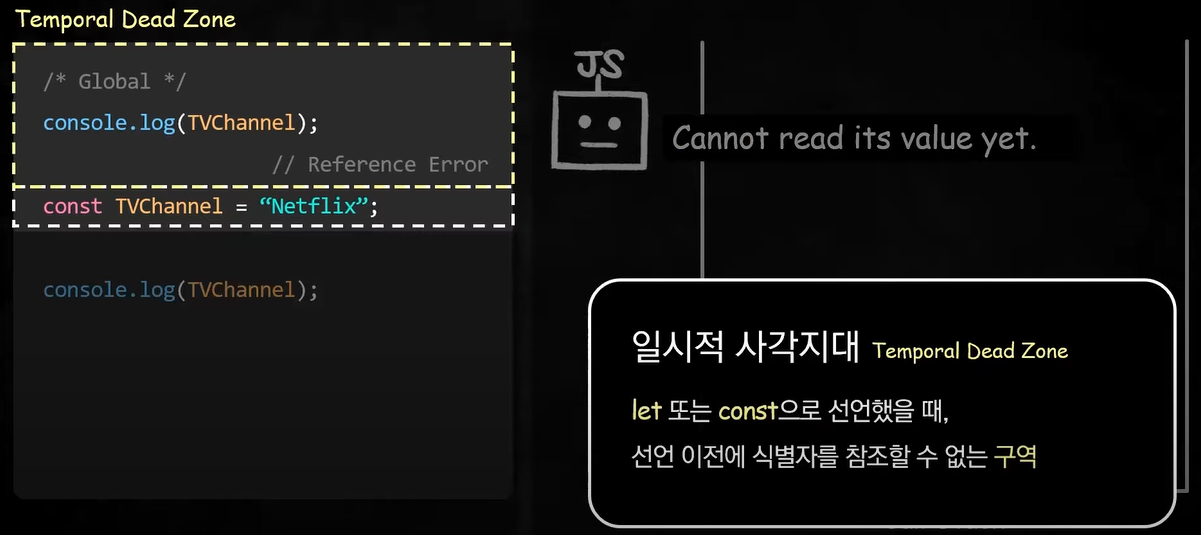 Temporal Dead Zone
/* Global */
console.log(TVChannel);
// Reference Error
const TVChannel = “Netflix”;
console.log(TVChannel);
JS
Cannot read its value yet.
일시적 사각지대 Temporal Dead Zone
let 또는 const으로 선언했을 때,
선언 이전에 식별자를 참조할 수 없는 구역